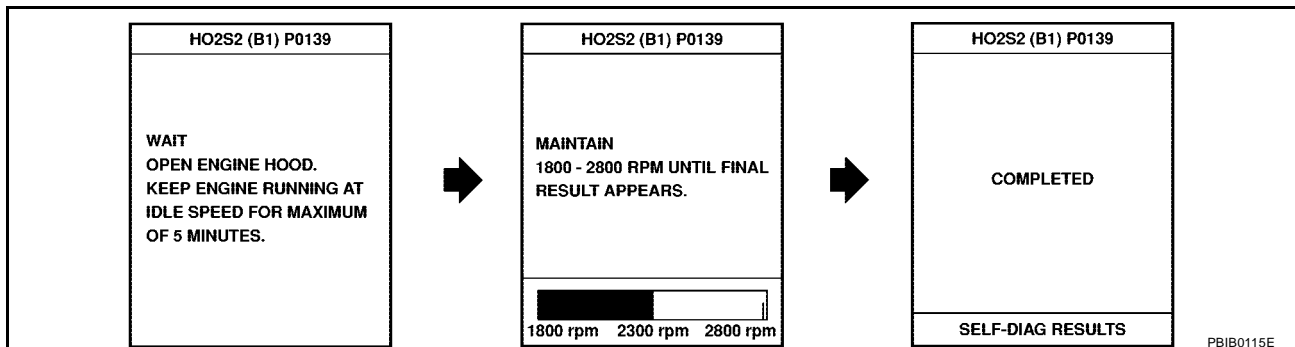 HO2S2 (B1) P0139
WAIT
OPEN ENGINE HOOD.
KEEP ENGINE RUNNING AT
IDLE SPEED FOR MAXIMUM
OF 5 MINUTES.
HO2S2 (B1) P0139
MAINTAIN
1800 - 2800 RPM UNTIL FINAL
RESULT APPEARS.
1800 rpm 2300 rpm 2800 rpm
HO2S2 (B1) P0139
COMPLETED
SELF-DIAG RESULTS
PBIB0115E